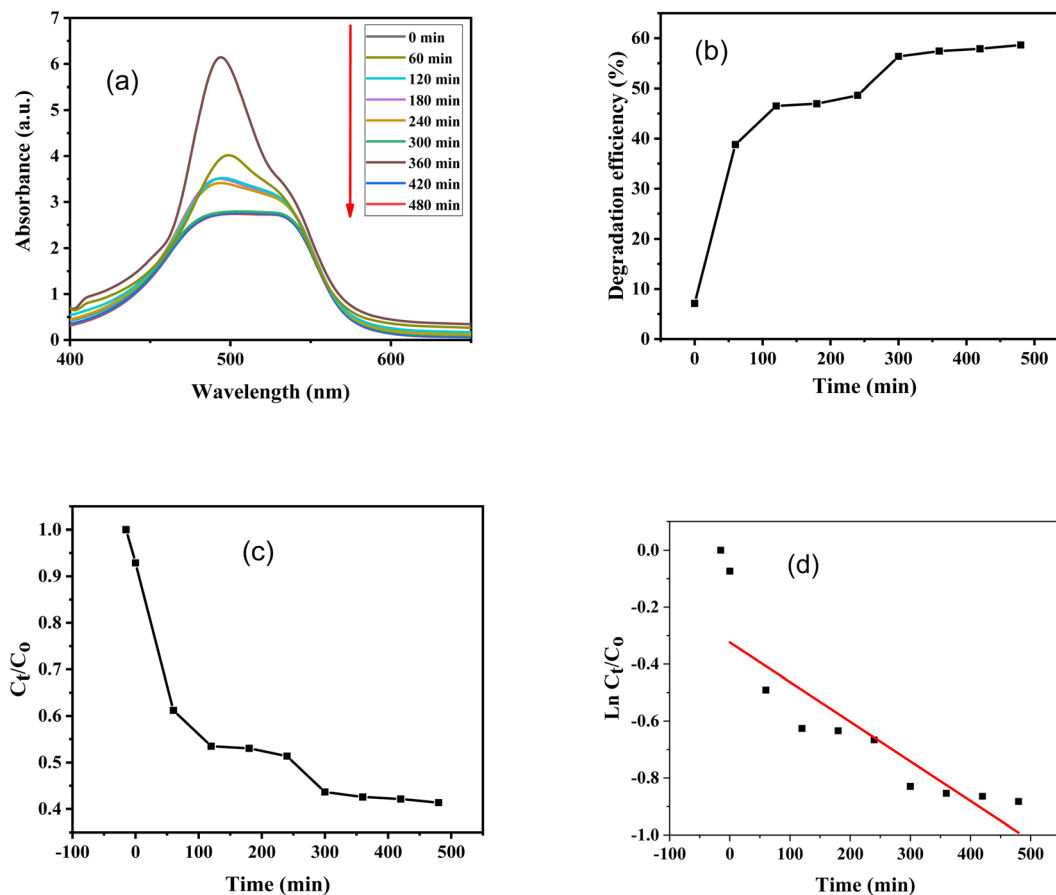 (a)
7
6
5
4
3
2
1
0
Absorbance (a.u.)
400
500
600
Wavelength (nm)
0 min
60 min
120 min
180 min
240 min
300 min
360 min
420 min
480 min
(b)
60
50
40
30
20
10
0
Degradation efficiency (%)
0
100
200
300
400
500
Time (min)
(c)
1.0
0.9
0.8
0.7
0.6
0.5
0.4
Ct/Co
-100
0
100
200
300
400
500
Time (min)
(d)
0.0
-0.2
-0.4
-0.6
-0.8
-1.0
Ln Ct/Co
-100
0
100
200
300
400
500
Time (min)